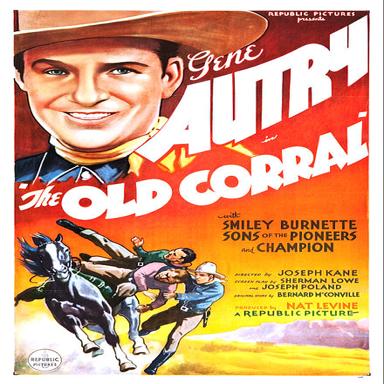 REPUBLIC PICTURES
presents
Gene
AUTRY
in
"The OLD CORRAL"
with
SMILEY BURNETTE
SONS OF THE PIONEERS
and CHAMPION
DIRECTED BY JOSEPH KANE
SCREEN PLAY BY SHERMAN LOWE
AND JOSEPH POLAND
ORIGINAL STORY BY BERNARD McCONVILLE
PRODUCED BY NAT LEVINE
A REPUBLIC PICTURE
REPUBLIC
PICTURES